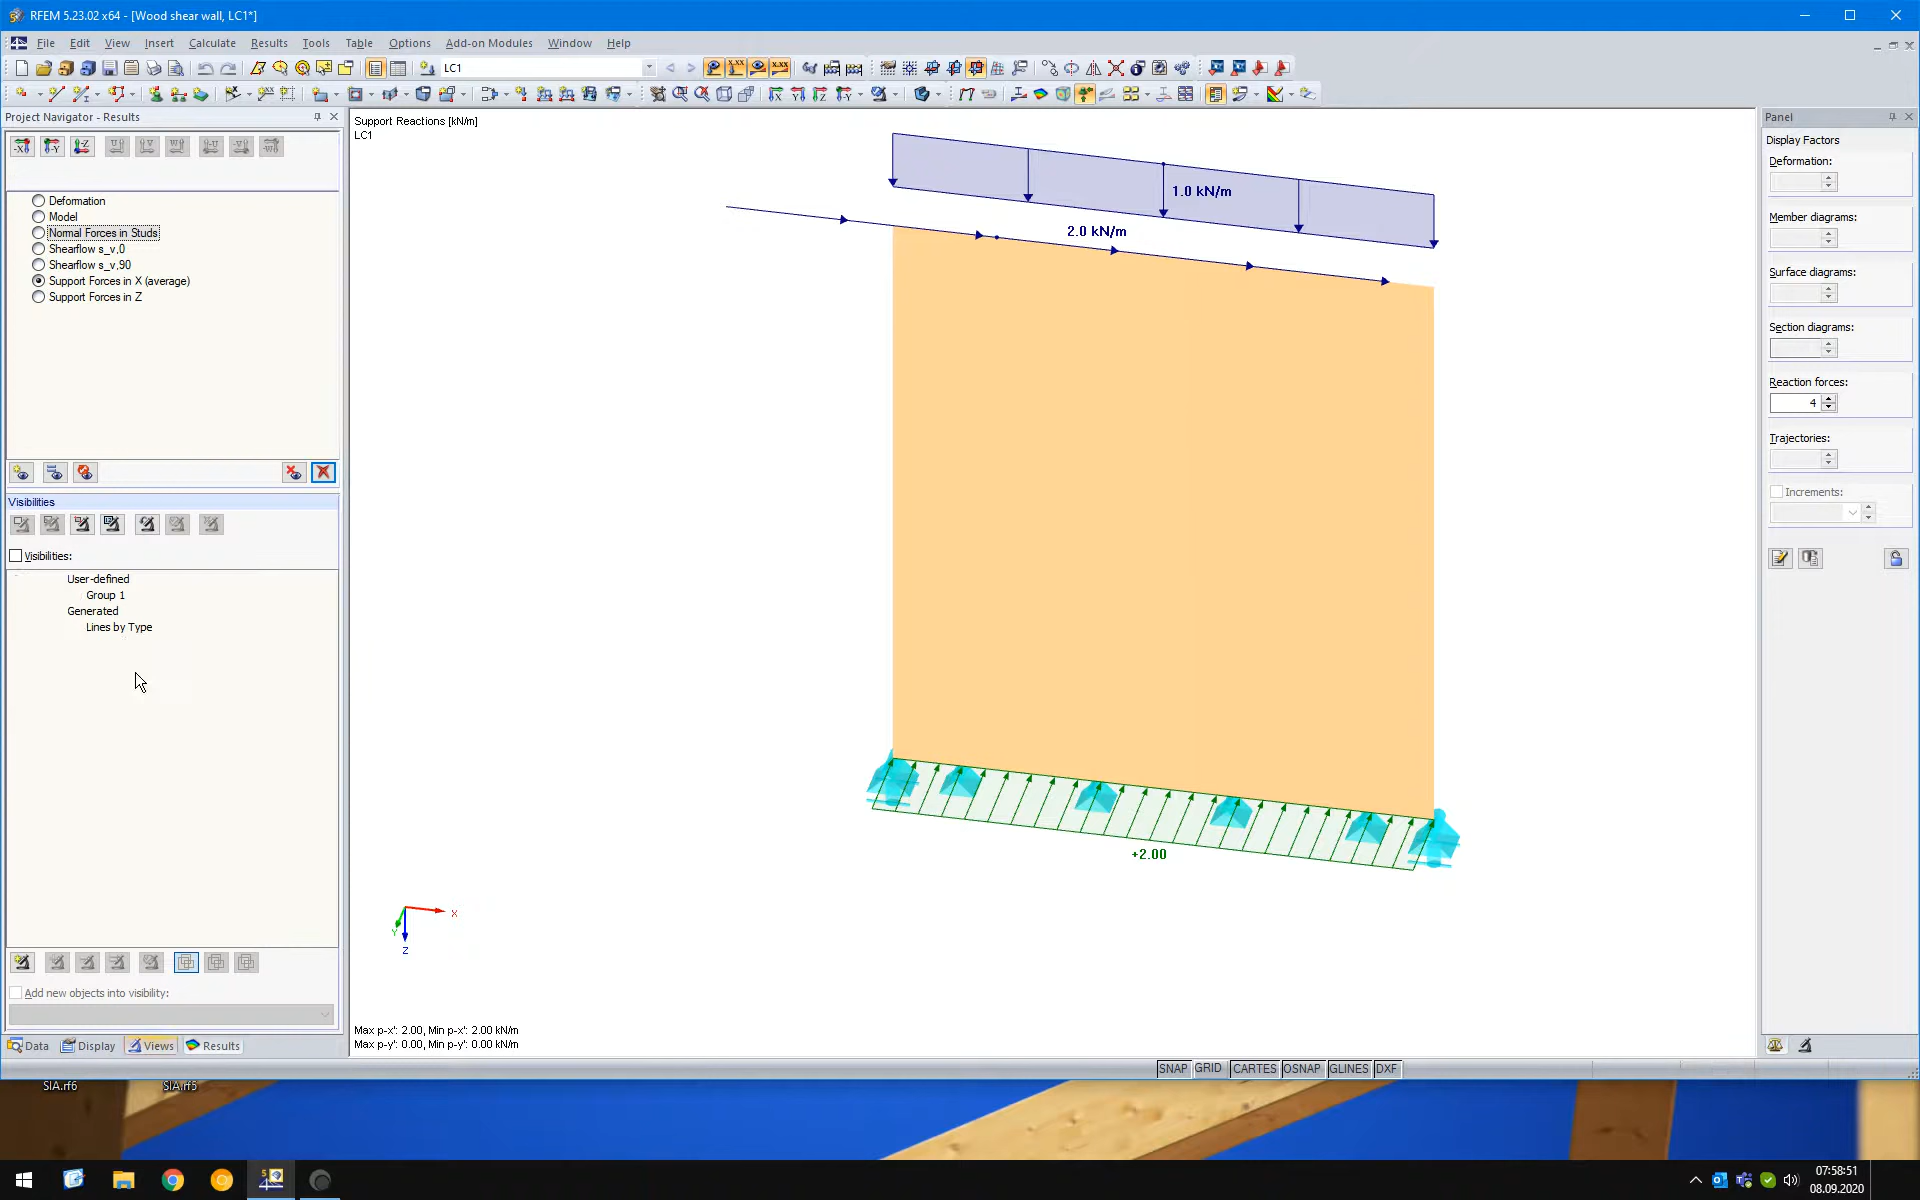 RFEM 5.23.02 x64 - [Wood shear wall, LC1*]
File Edit View Insert Calculate Results Tools Table Options Add-on Modules Window Help
LC1
Project Navigator - Results
Deformation
Model
Normal Forces in Studs
Shearflow s_v,0
Shearflow s_v,90
Support Forces in X (average)
Support Forces in Z
Visibilities
Visibilities:
User-defined
Group 1
Generated
Lines by Type
Add new objects into visibility:
Data Display Views Results
Support Reactions [kN/m]
LC1
1.0 kN/m
2.0 kN/m
+2.00
X
Y
Z
Max p-x': 2.00, Min p-x': 2.00 kN/m
Max p-y': 0.00, Min p-y': 0.00 kN/m
Panel
Display Factors
Deformation:
Member diagrams:
Surface diagrams:
Section diagrams:
Reaction forces:
4
Trajectories:
Increments:
SNAP GRID CARTES OSNAP GLINES DXF
SIA.rf6 SIA.rf5
07:58:51
08.09.2020